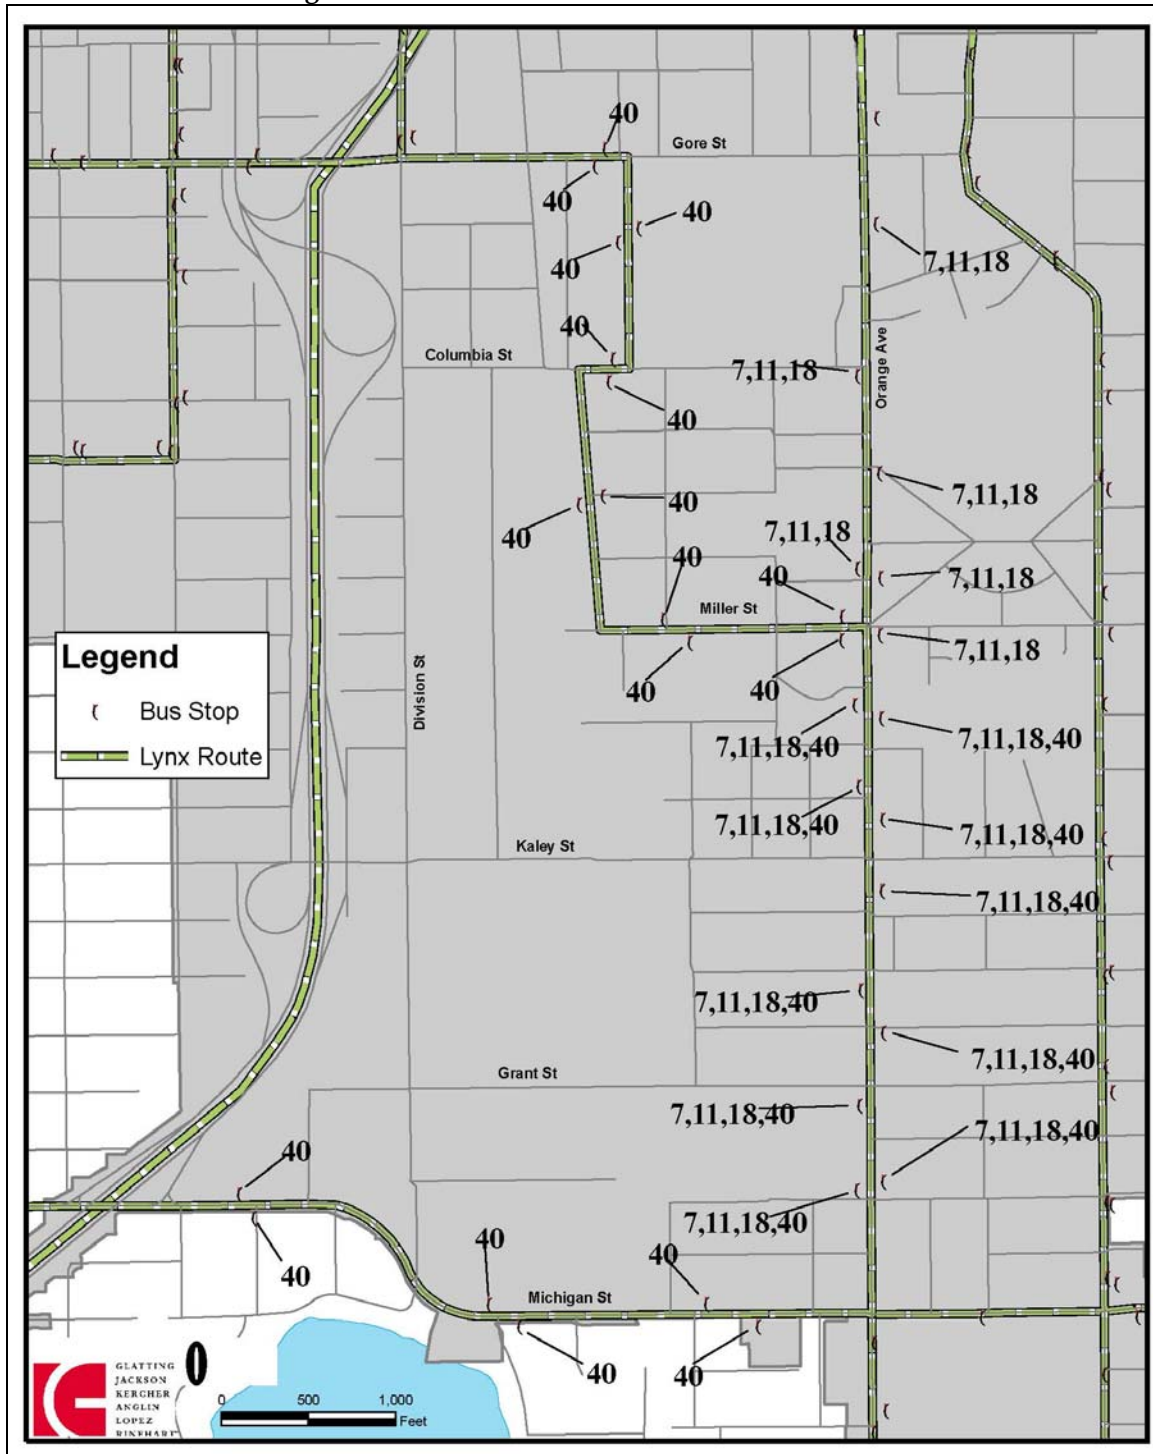 40
Gore St
40
40
7,11,18
40
40
Columbia St
7,11,18
Orange Ave
40
7,11,18
40
40
7,11,18
40
40
7,11,18
Miller St
7,11,18
Legend
Bus Stop
Lynx Route
Division St
40
40
7,11,18,40
7,11,18,40
7,11,18,40
7,11,18,40
Kaley St
7,11,18,40
7,11,18,40
7,11,18,40
Grant St
7,11,18,40
7,11,18,40
40
7,11,18,40
40
40
40
Michigan St
40
40
0
GLATTING
JACKSON
KERCHER
ANGLIN
LOPEZ
RINEHART
0 500 1,000
Feet